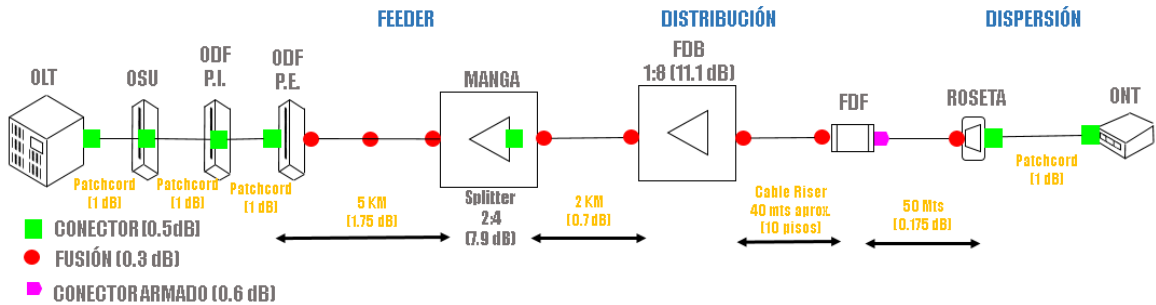 FEEDER
DISTRIBUCIÓN
DISPERSIÓN
OLT
OSU
ODF
P.I.
ODF
P.E.
MANGA
FDB
1:8 (11.1 dB)
FDF
ROSETA
ONT
Patchcord
(1 dB)
Patchcord
(1 dB)
Patchcord
(1 dB)
5 KM
(1.75 dB)
Splitter
2:4
(7.9 dB)
2 KM
(0.7 dB)
Cable Riser
40 mts aprox.
(10 pisos)
50 Mts
(0.175 dB)
Patchcord
(1 dB)
CONECTOR (0.5dB)
FUSIÓN (0.3 dB)
CONECTOR ARMADO (0.6 dB)